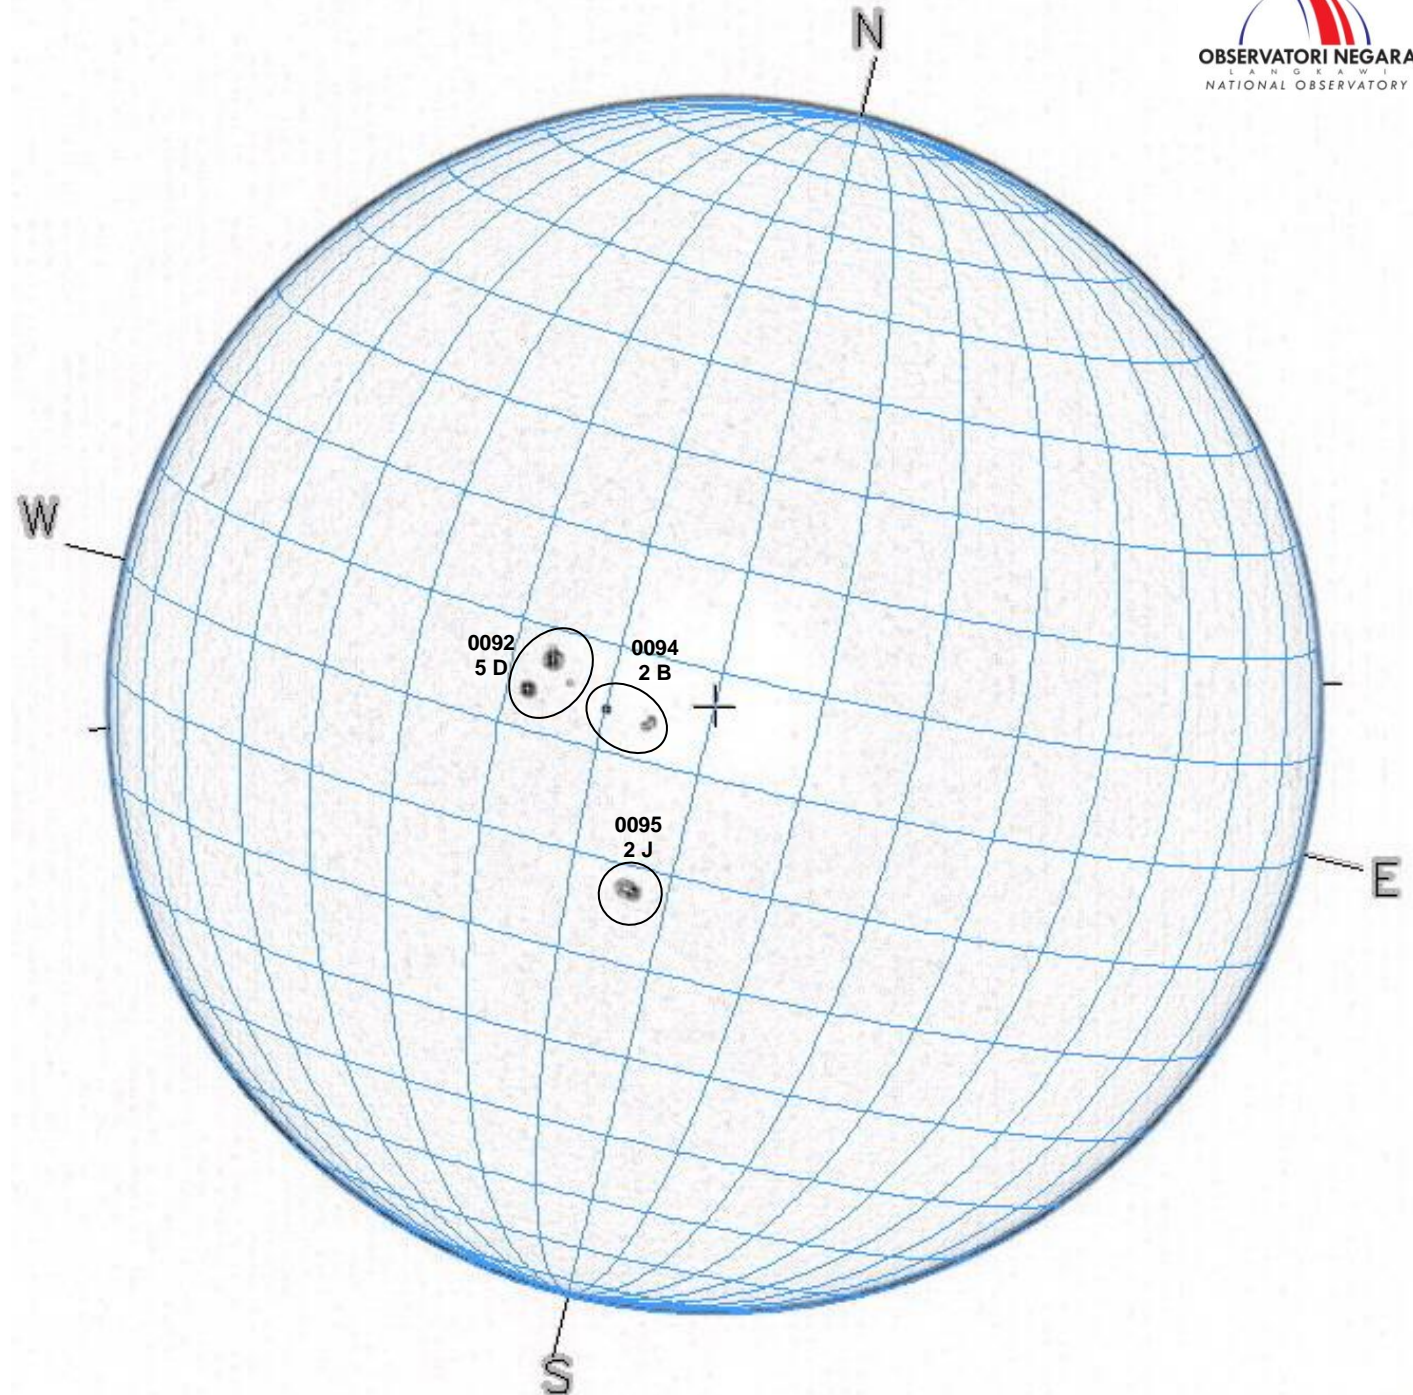 N
OBSERVATORI NEGARA
LANGKAWI
NATIONAL OBSERVATORY
W
0092
5 D
0094
2 B
0095
2 J
E
S